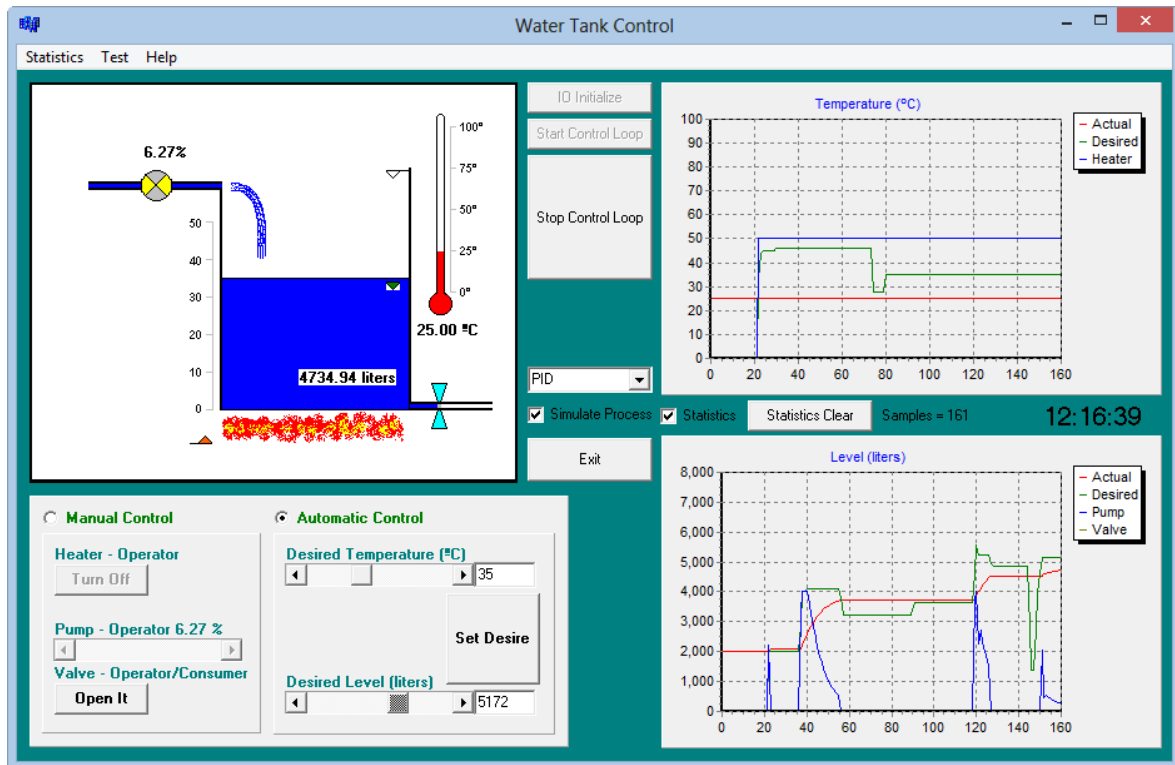 Water Tank Control
Statistics Test Help
6.27%
50
40
30
20
10
0
100º
75º
50º
25º
0º
25.00 ºC
4734.94 liters
IO Initialize
Start Control Loop
Stop Control Loop
PID
Simulate Process
Statistics
Statistics Clear
Samples = 161
12:16:39
Exit
Temperature (ºC)
100
90
80
70
60
50
40
30
20
10
0
0 20 40 60 80 100 120 140 160
Actual
Desired
Heater
Level (liters)
8,000
7,000
6,000
5,000
4,000
3,000
2,000
1,000
0
0 20 40 60 80 100 120 140 160
Actual
Desired
Pump
Valve
Manual Control
Heater - Operator
Turn Off
Pump - Operator 6.27 %
Valve - Operator/Consumer
Open It
Automatic Control
Desired Temperature (ºC)
35
Set Desire
Desired Level (liters)
5172